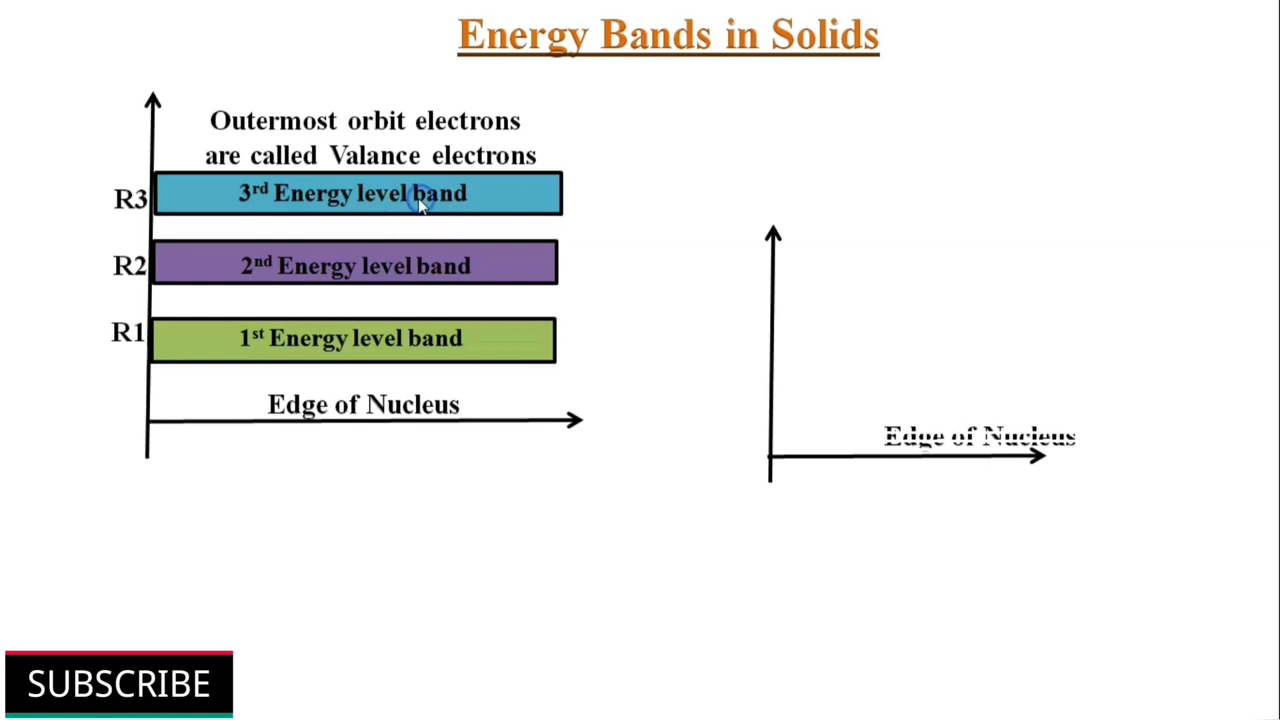 Energy Bands in Solids
Outermost orbit electrons
are called Valance electrons
R3
3rd Energy level band
R2
2nd Energy level band
R1
1st Energy level band
Edge of Nucleus
Edge of Nucleus
SUBSCRIBE